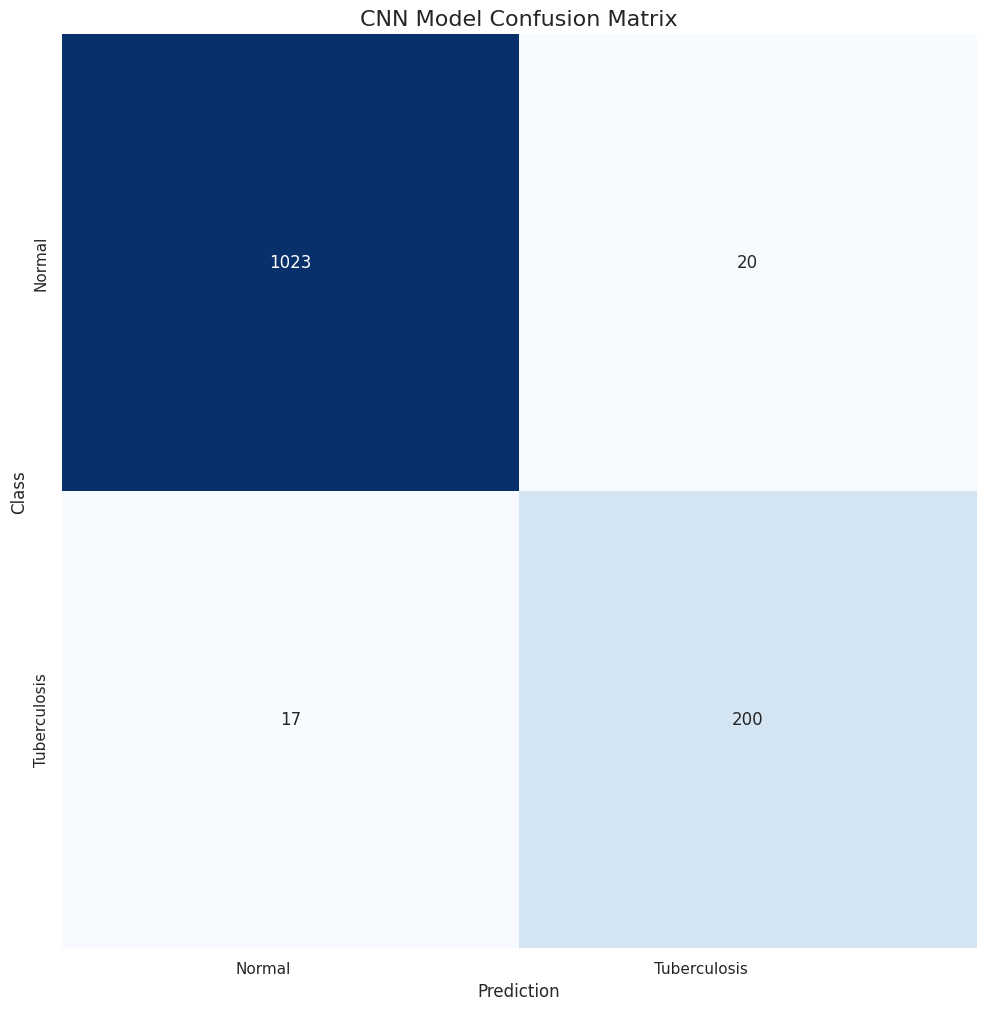 CNN Model Confusion Matrix
Class
Normal
1023
20
Tuberculosis
17
200
Normal
Tuberculosis
Prediction